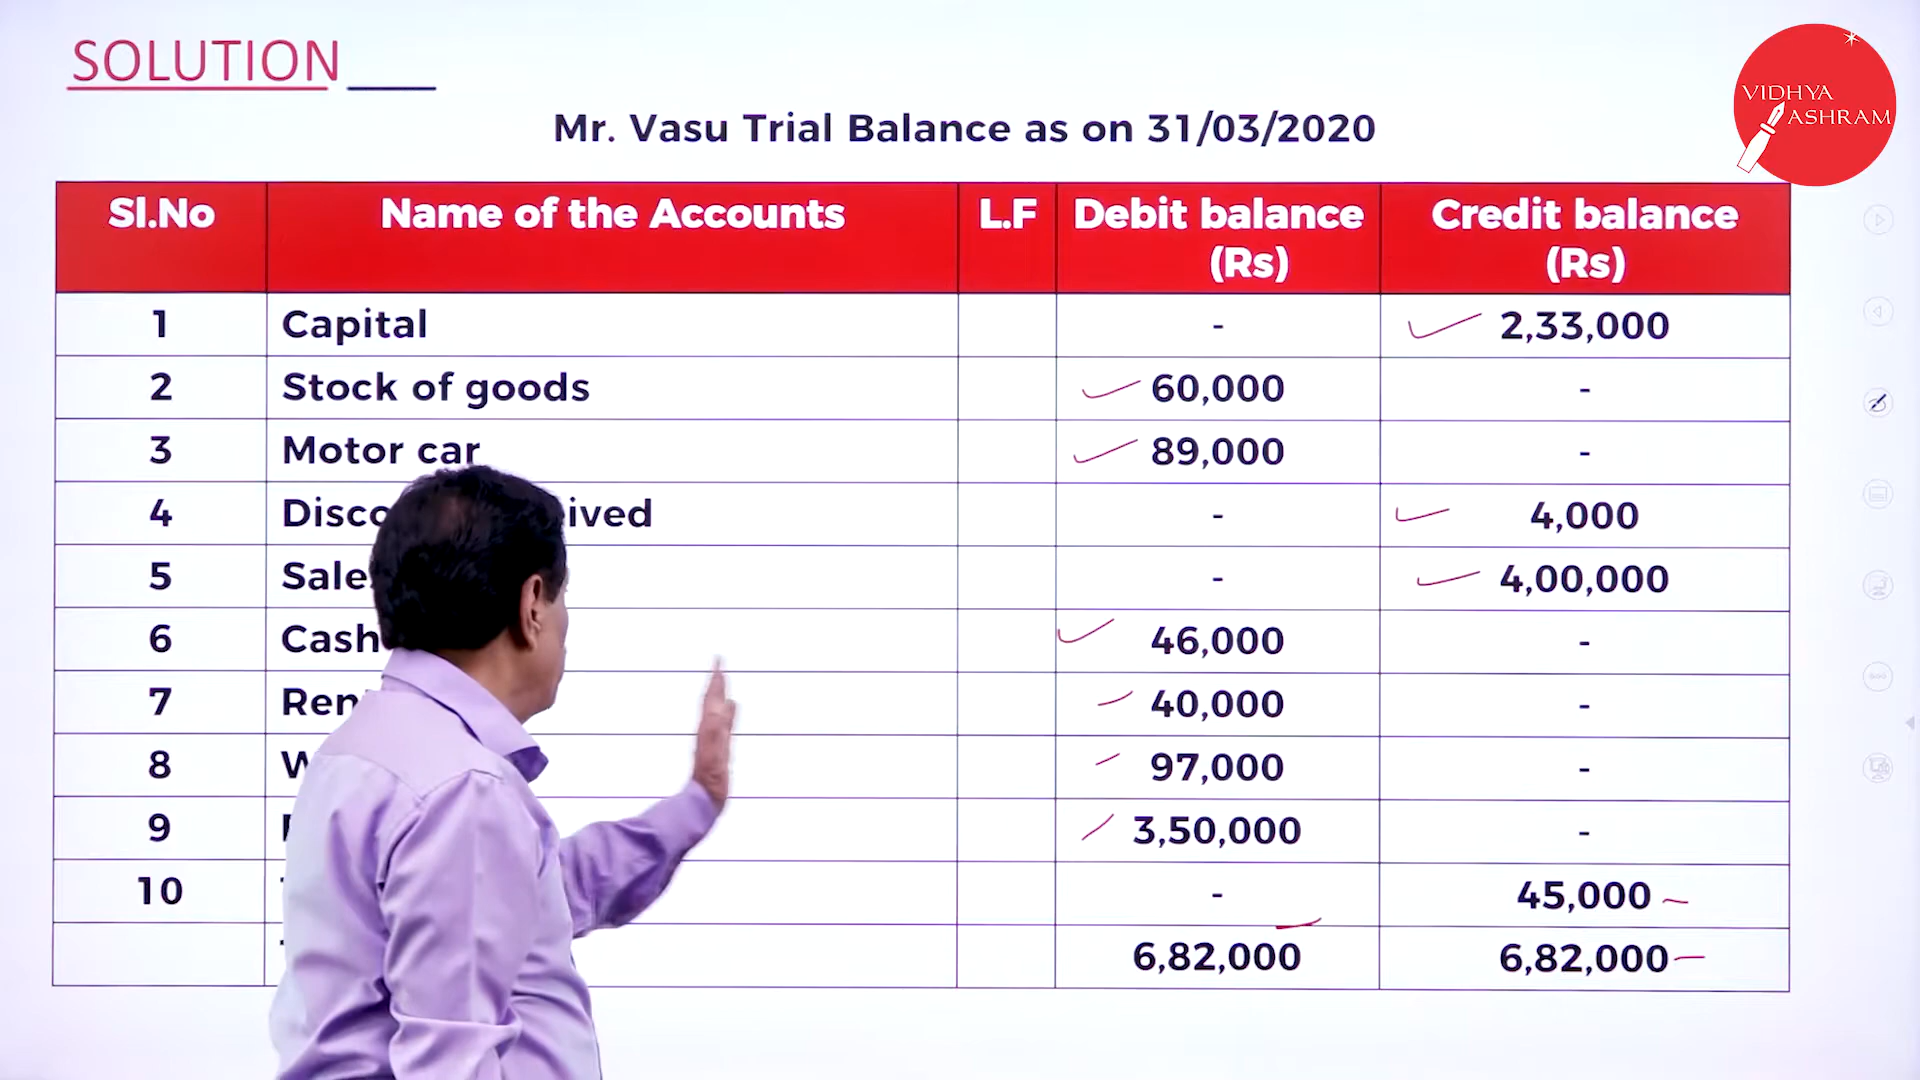 SOLUTION
VIDHYA
ASHRAM
Mr. Vasu Trial Balance as on 31/03/2020
Sl.No Name of the Accounts L.F Debit balance (Rs) Credit balance (Rs)
1 Capital - 2,33,000
2 Stock of goods 60,000 -
3 Motor car 89,000 -
4 - 4,000
5 - 4,00,000
6 Cash 46,000 -
7 40,000 -
8 97,000 -
9 3,50,000 -
10 - 45,000
6,82,000 6,82,000